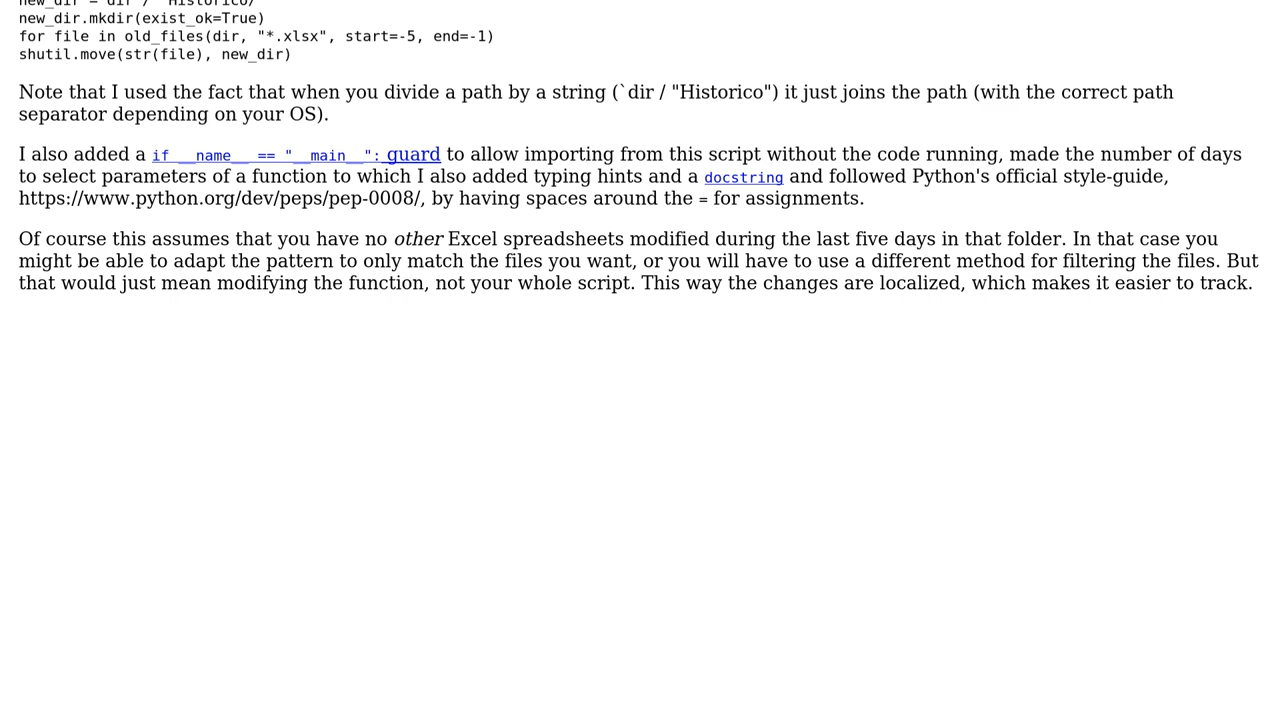 new_dir = dir / "Historico/
new_dir.mkdir(exist_ok=True)
for file in old_files(dir, "*.xlsx", start=-5, end=-1)
shutil.move(str(file), new_dir)
Note that I used the fact that when you divide a path by a string (`dir / "Historico") it just joins the path (with the correct path
separator depending on your OS).
I also added a if __name__ == "__main__": guard to allow importing from this script without the code running, made the number of days
to select parameters of a function to which I also added typing hints and a docstring and followed Python's official style-guide,
https://www.python.org/dev/peps/pep-0008/, by having spaces around the = for assignments.
Of course this assumes that you have no other Excel spreadsheets modified during the last five days in that folder. In that case you
might be able to adapt the pattern to only match the files you want, or you will have to use a different method for filtering the files. But
that would just mean modifying the function, not your whole script. This way the changes are localized, which makes it easier to track.